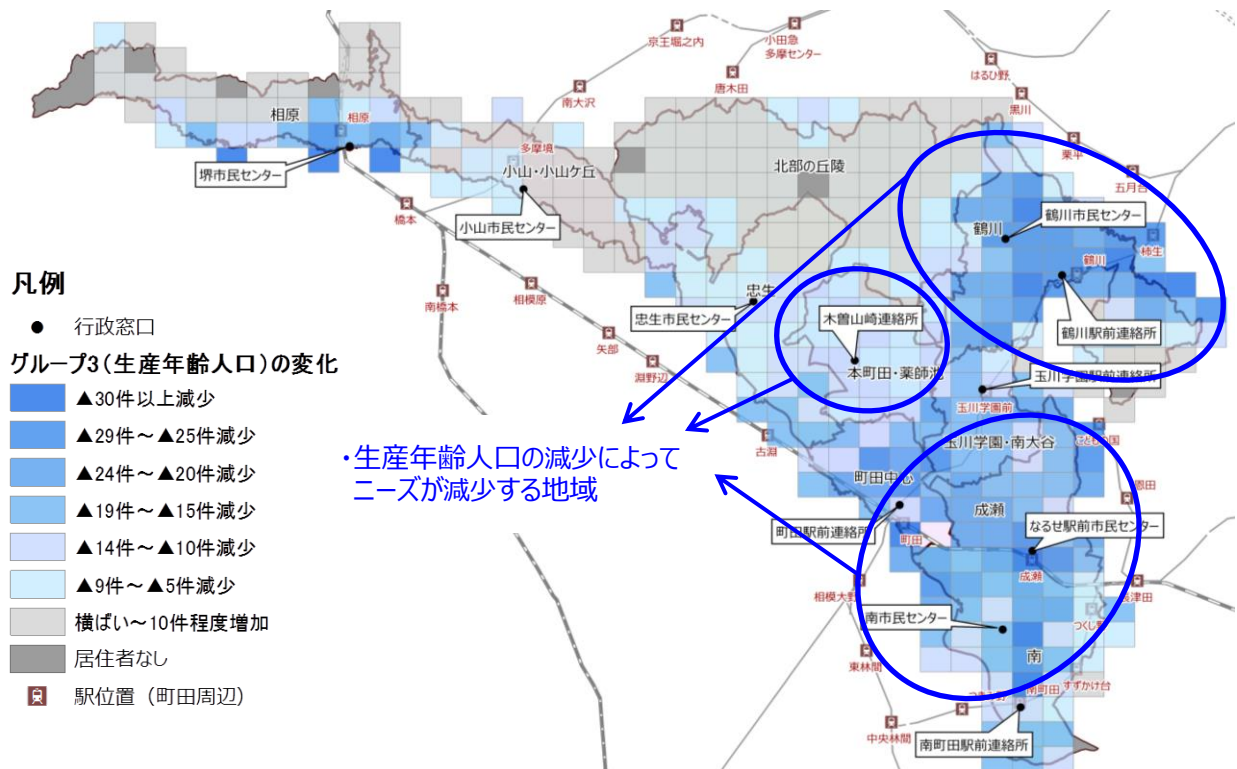 京王堀之内
小田急
多摩センター
はるひ野
南大沢
唐木田
黒川
相原
相原
栗平
多摩境
五月台
堺市民センター
小山・小山ケ丘
北部の丘陵
橋本
小山市民センター
鶴川
鶴川市民センター
柿生
鶴川
凡例
● 行政窓口
グループ3(生産年齢人口)の変化
▲30件以上減少
▲29件~▲25件減少
▲24件~▲20件減少
▲19件~▲15件減少
▲14件~▲10件減少
▲9件~▲5件減少
横ばい~10件程度増加
居住者なし
駅位置(町田周辺)
南橋本
相模原
忠生
忠生市民センター
木曽山崎連絡所
鶴川駅前連絡所
矢部
淵野辺
本町田・薬師池
玉川学園駅前連絡所
玉川学園前
古淵
玉川学園・南大谷
こどもの国
・生産年齢人口の減少によって
ニーズが減少する地域
町田中心
恩田
成瀬
町田駅前連絡所
町田
なるせ駅前市民センター
成瀬
相模大野
長津田
つくし野
南市民センター
東林間
南
すずかけ台
南町田
中央林間
南町田駅前連絡所